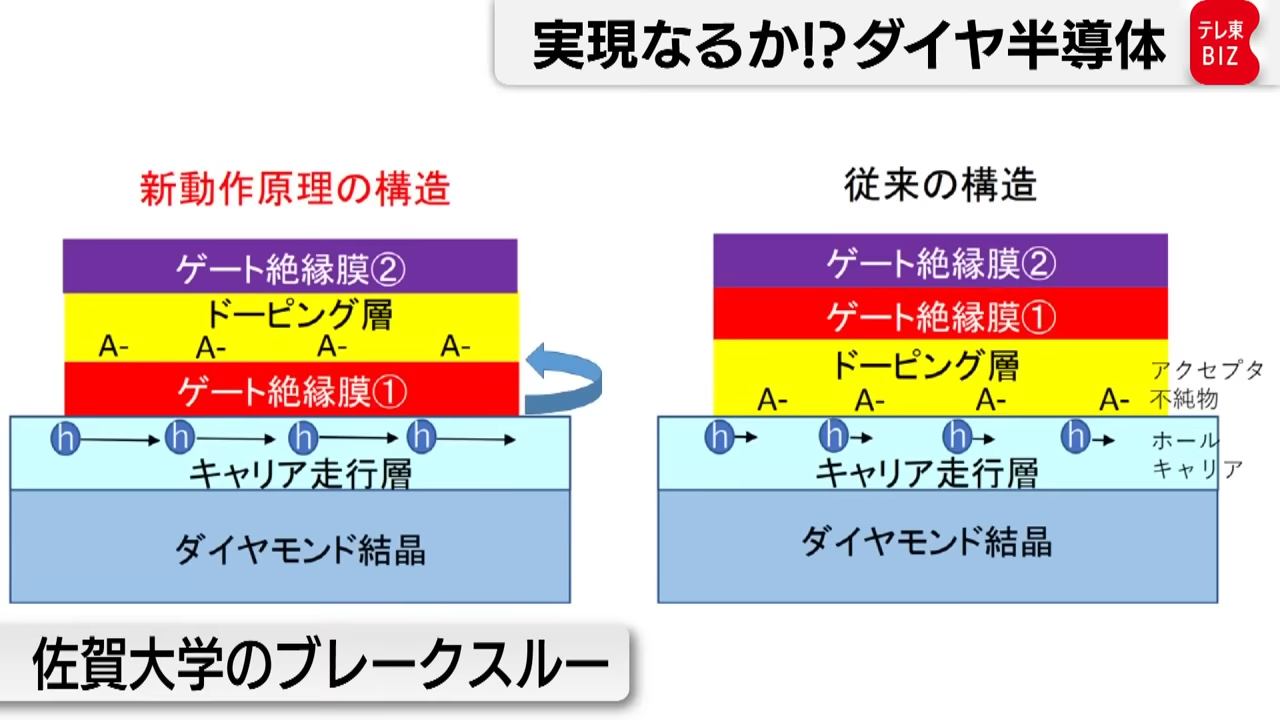 実現なるか!?ダイヤ半導体
テレ東
BIZ
新動作原理の構造
ゲート絶縁膜②
ドーピング層
A- A- A- A-
ゲート絶縁膜①
h h h h
キャリア走行層
ダイヤモンド結晶
従来の構造
ゲート絶縁膜②
ゲート絶縁膜①
ドーピング層
アクセプタ
A- A- A- A- 不純物
h h h h ホール
キャリア走行層 キャリア
ダイヤモンド結晶
佐賀大学のブレークスルー